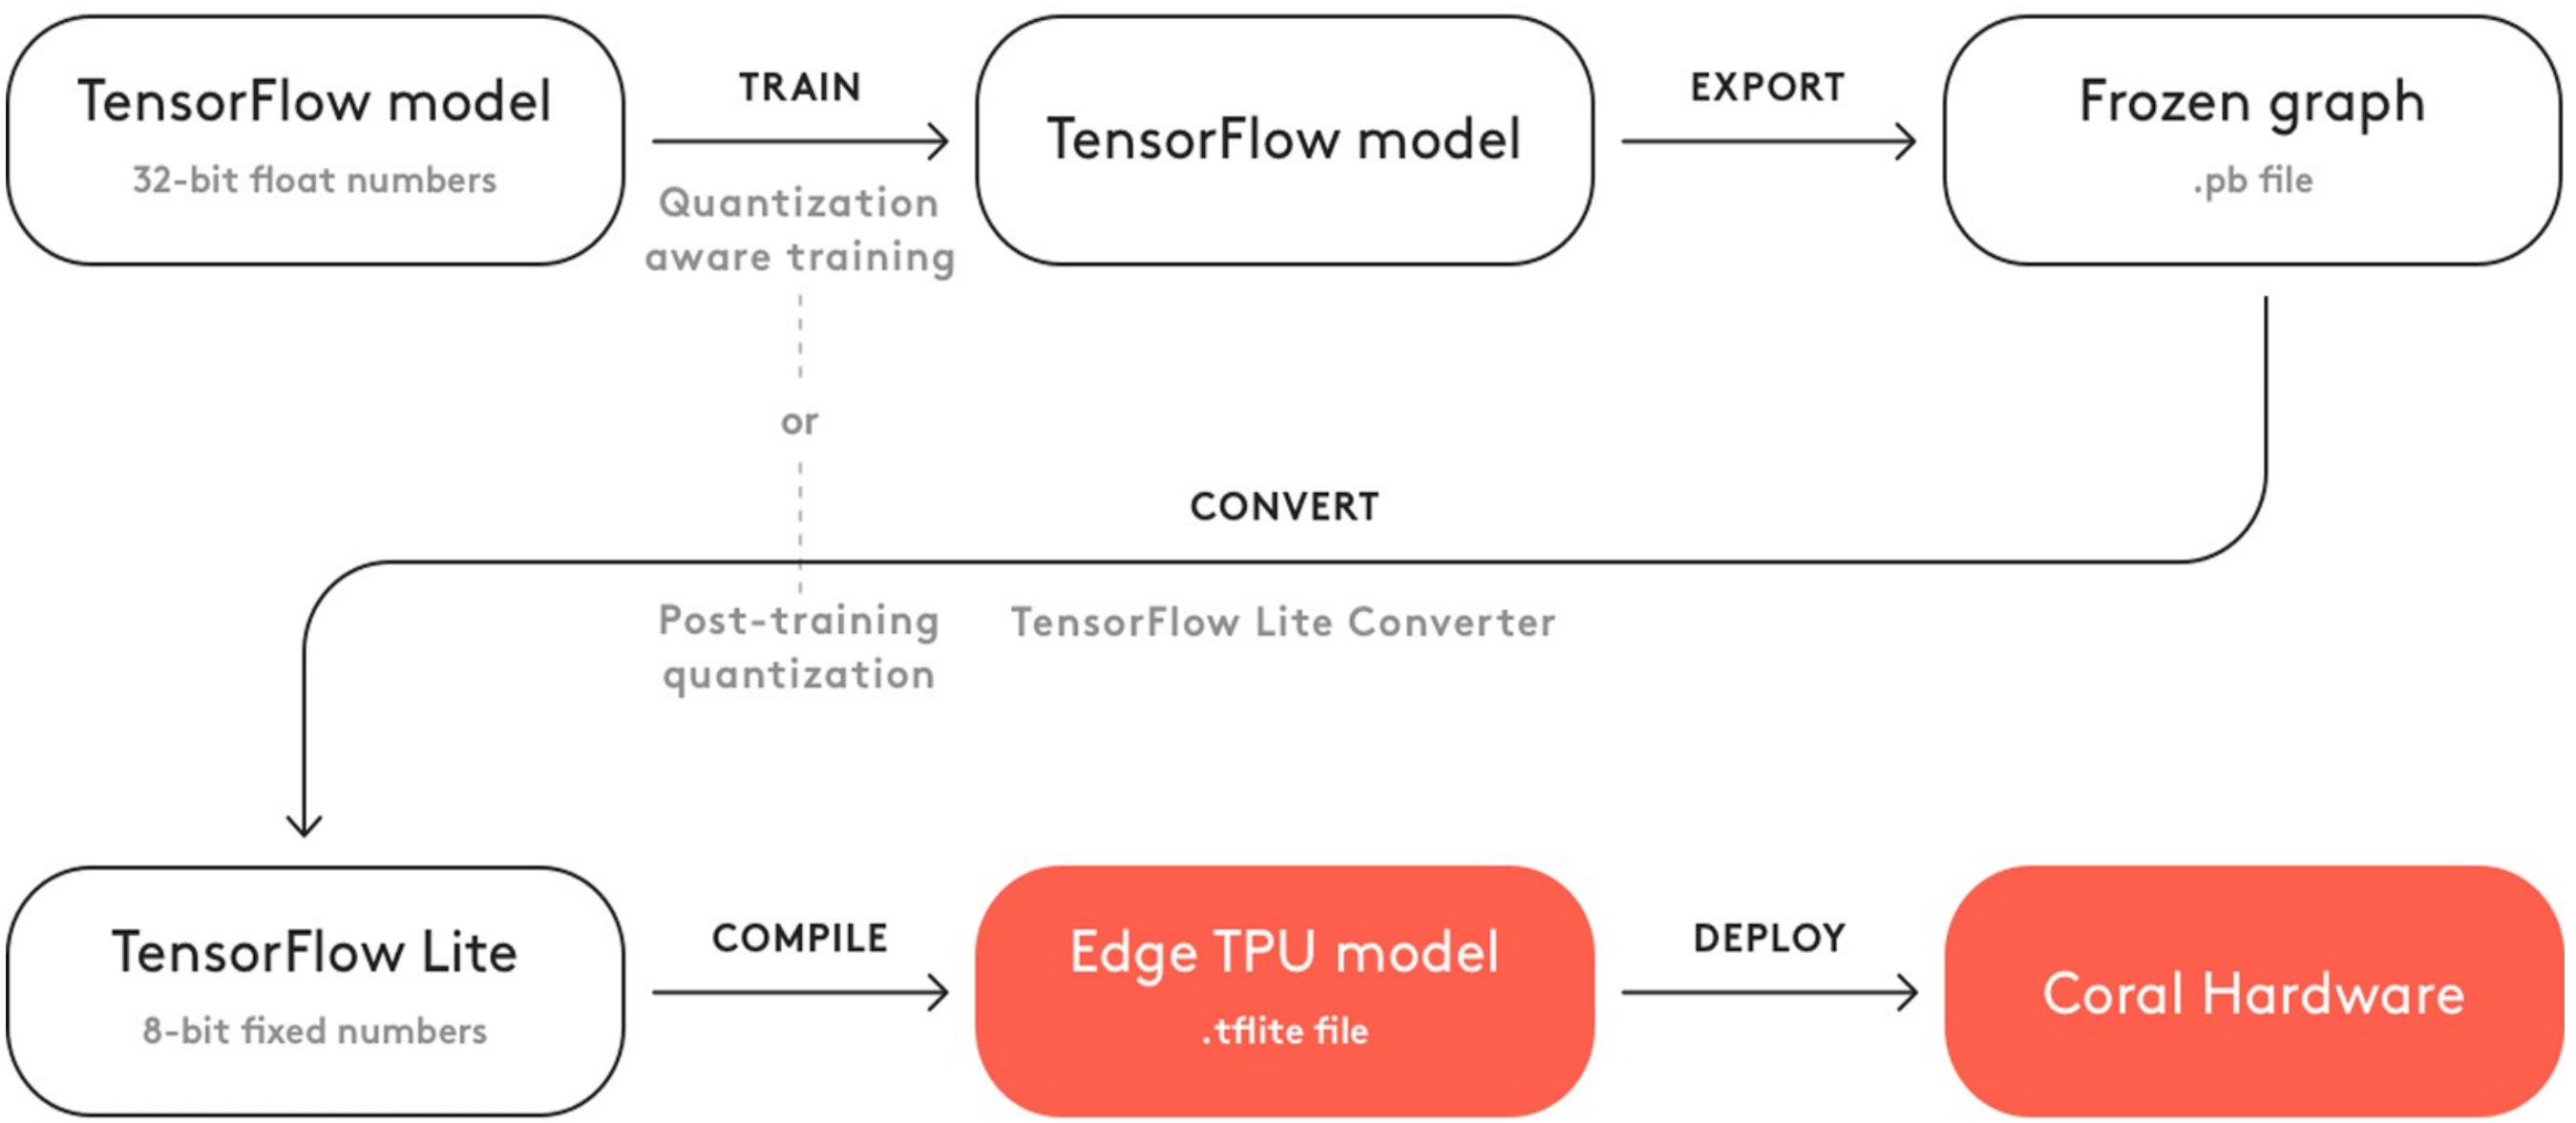 TensorFlow model
32-bit float numbers
TRAIN
Quantization
aware training
TensorFlow model
EXPORT
Frozen graph
.pb file
or
CONVERT
Post-training
quantization
TensorFlow Lite Converter
TensorFlow Lite
8-bit fixed numbers
COMPILE
Edge TPU model
.tflite file
DEPLOY
Coral Hardware